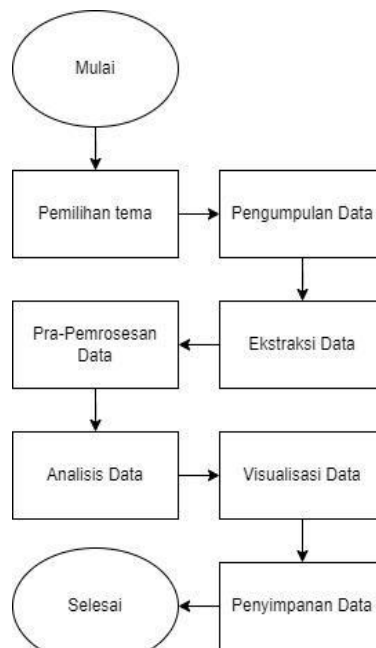 Mulai
Pemilihan tema
Pengumpulan Data
Ekstraksi Data
Pra-Pemrosesan
Data
Analisis Data
Visualisasi Data
Penyimpanan Data
Selesai